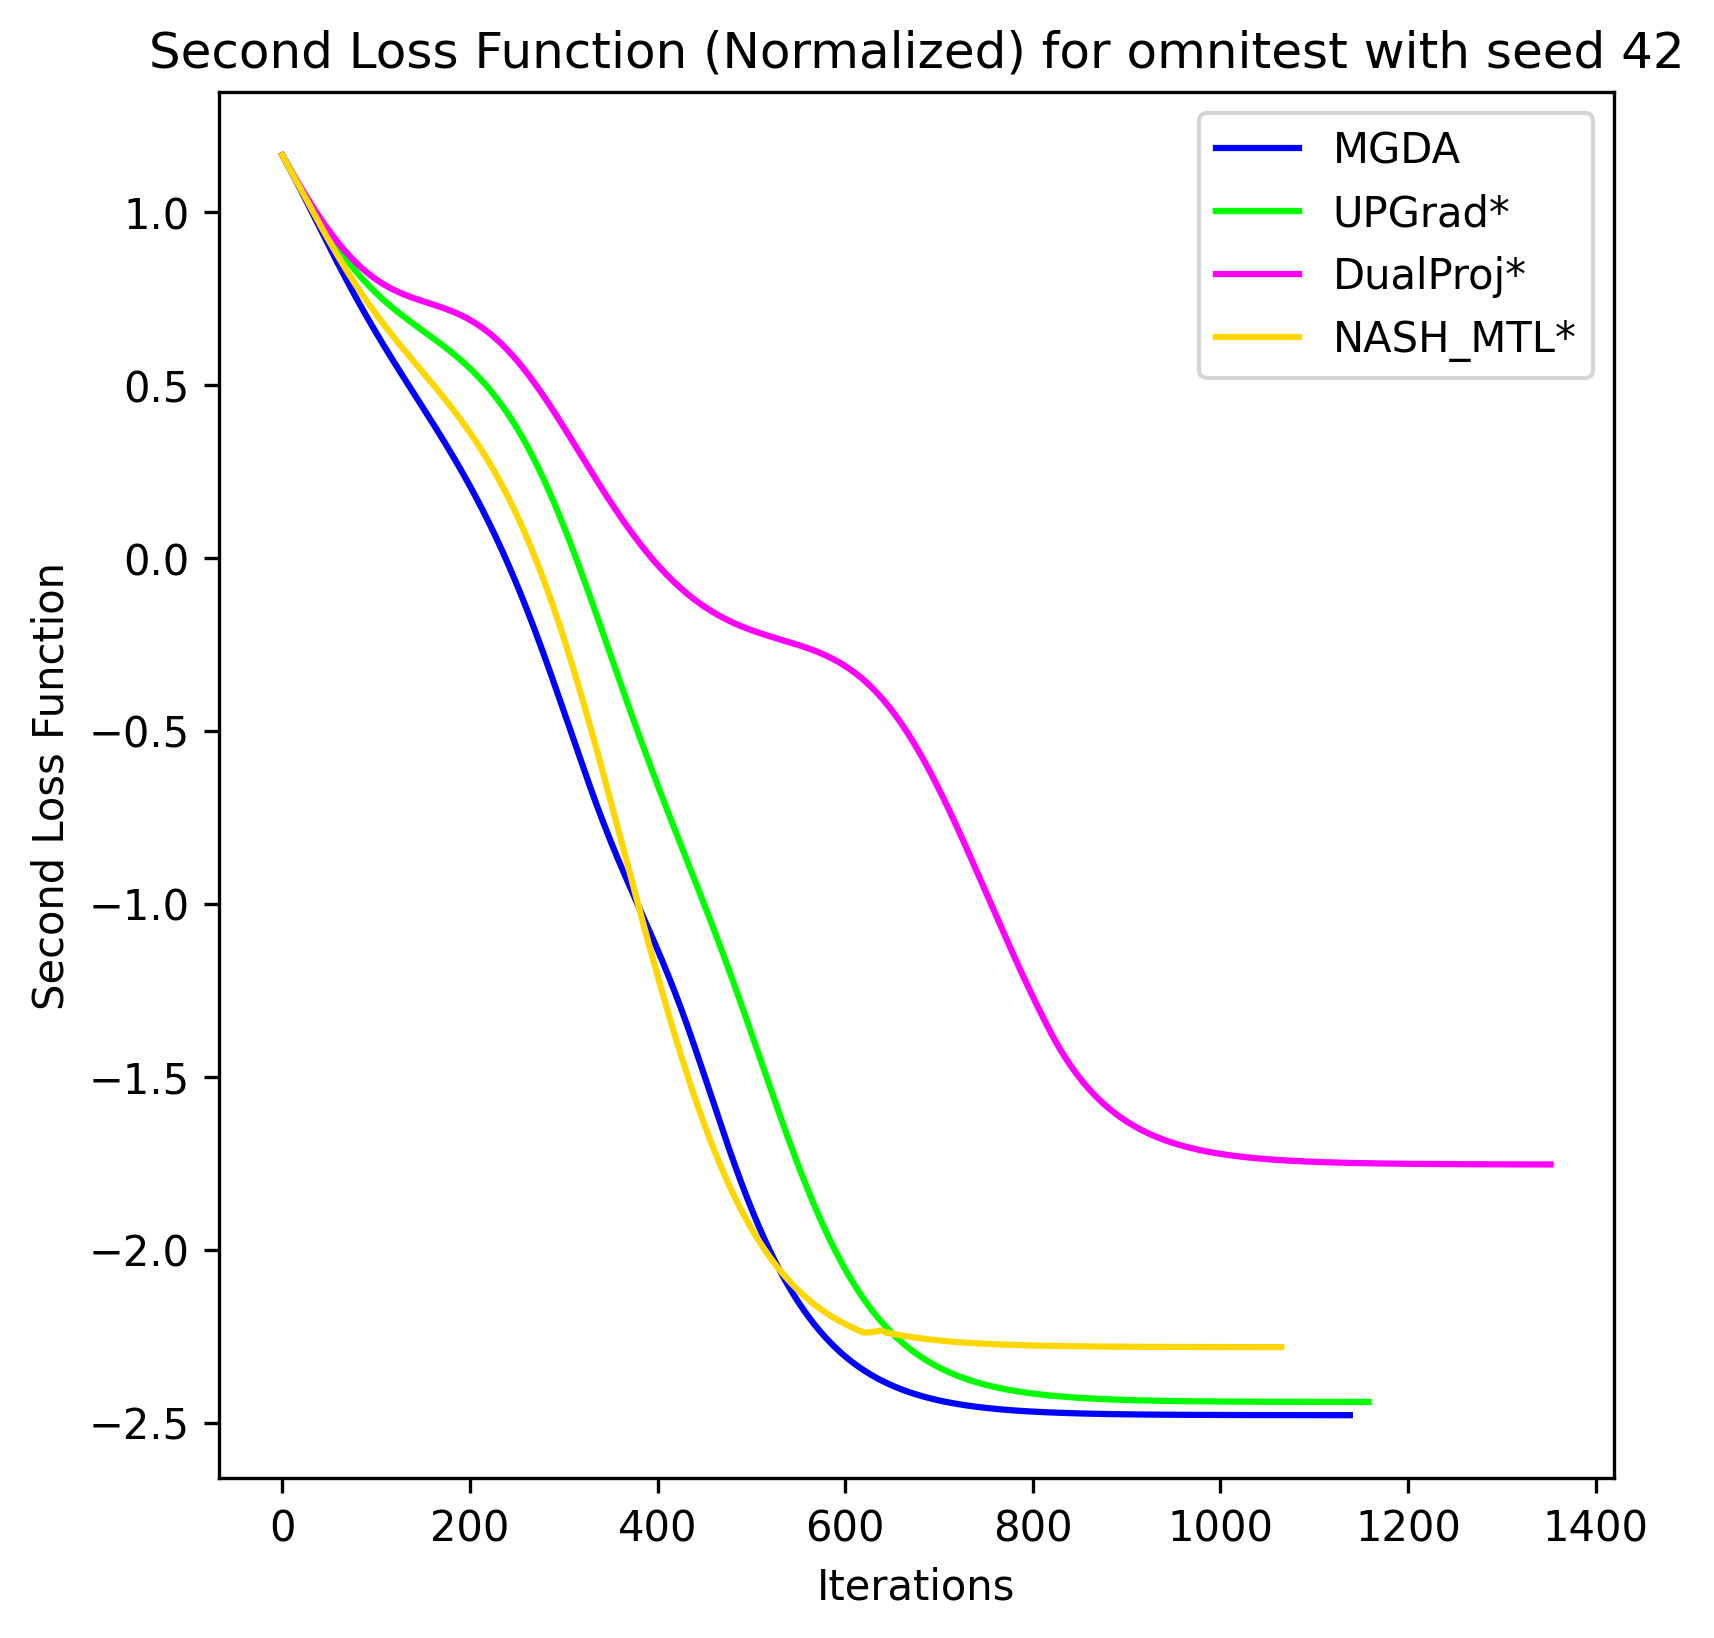 Second Loss Function (Normalized) for omnitest with seed 42
MGDA
UPGrad*
DualProj*
NASH_MTL*
Second Loss Function
1.0
0.5
0.0
−0.5
−1.0
−1.5
−2.0
−2.5
0 200 400 600 800 1000 1200 1400
Iterations